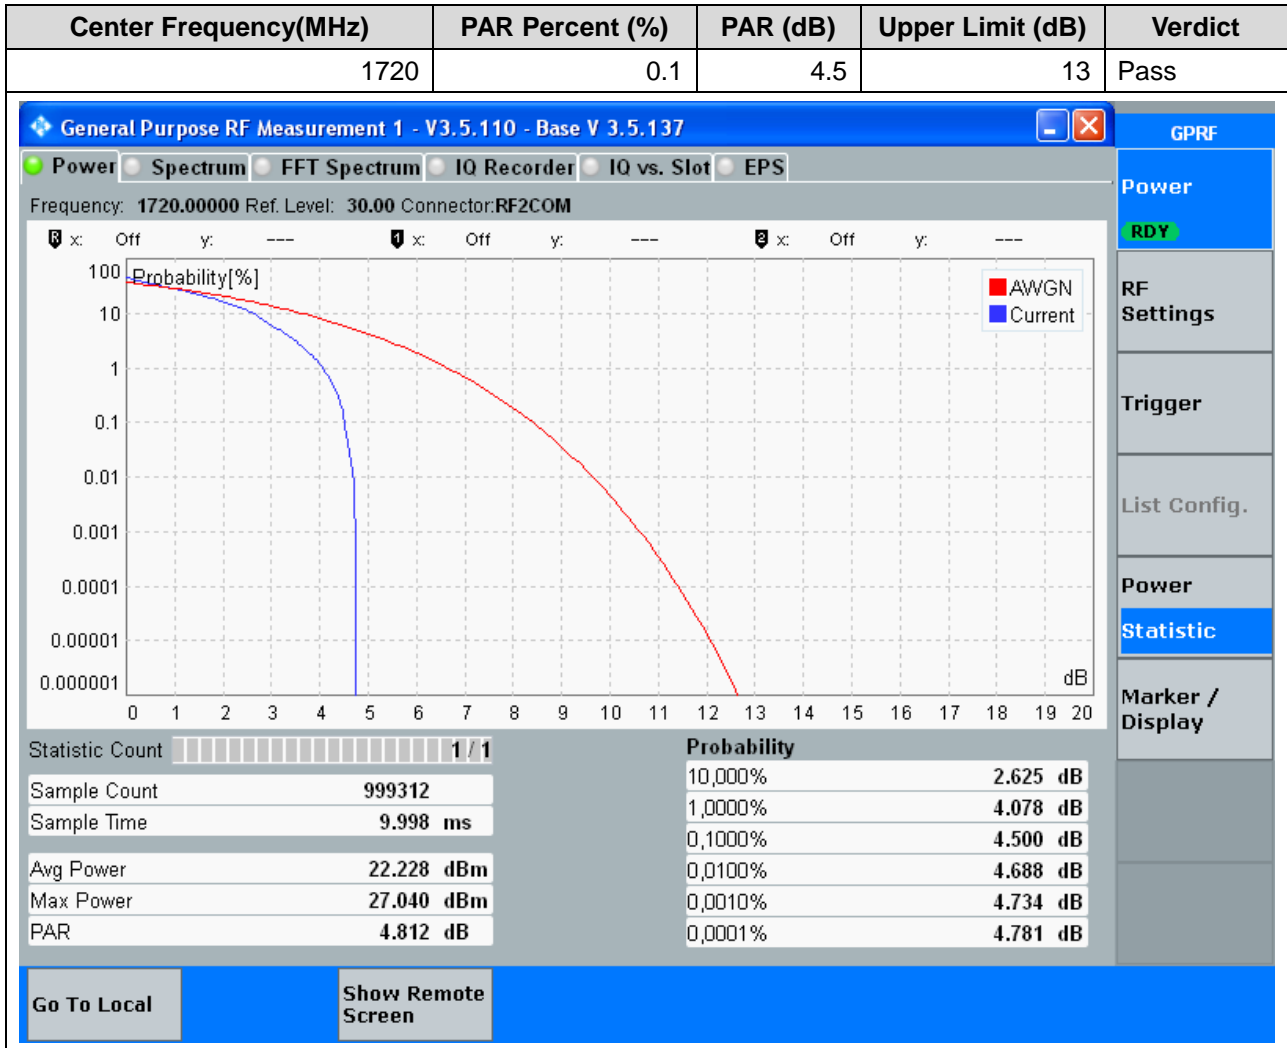 Center Frequency(MHz) PAR Percent (%) PAR (dB) Upper Limit (dB) Verdict
1720 0.1 4.5 13 Pass
General Purpose RF Measurement 1 - V3.5.110 - Base V 3.5.137
GPRF
Power Spectrum FFT Spectrum IQ Recorder IQ vs. Slot EPS
Frequency: 1720.00000 Ref. Level: 30.00 Connector:RF2COM
R x: Off y: --- 1 x: Off y: --- 2 x: Off y: ---
Probability[%]
AWGN
Current
100
10
1
0.1
0.01
0.001
0.0001
0.00001
0.000001
dB
0 1 2 3 4 5 6 7 8 9 10 11 12 13 14 15 16 17 18 19 20
Statistic Count 1 / 1
Sample Count 999312
Sample Time 9.998 ms
Avg Power 22.228 dBm
Max Power 27.040 dBm
PAR 4.812 dB
Probability
10,000% 2.625 dB
1,0000% 4.078 dB
0,1000% 4.500 dB
0,0100% 4.688 dB
0,0010% 4.734 dB
0,0001% 4.781 dB
Power
RDY
RF
Settings
Trigger
List Config.
Power
Statistic
Marker /
Display
Go To Local
Show Remote
Screen